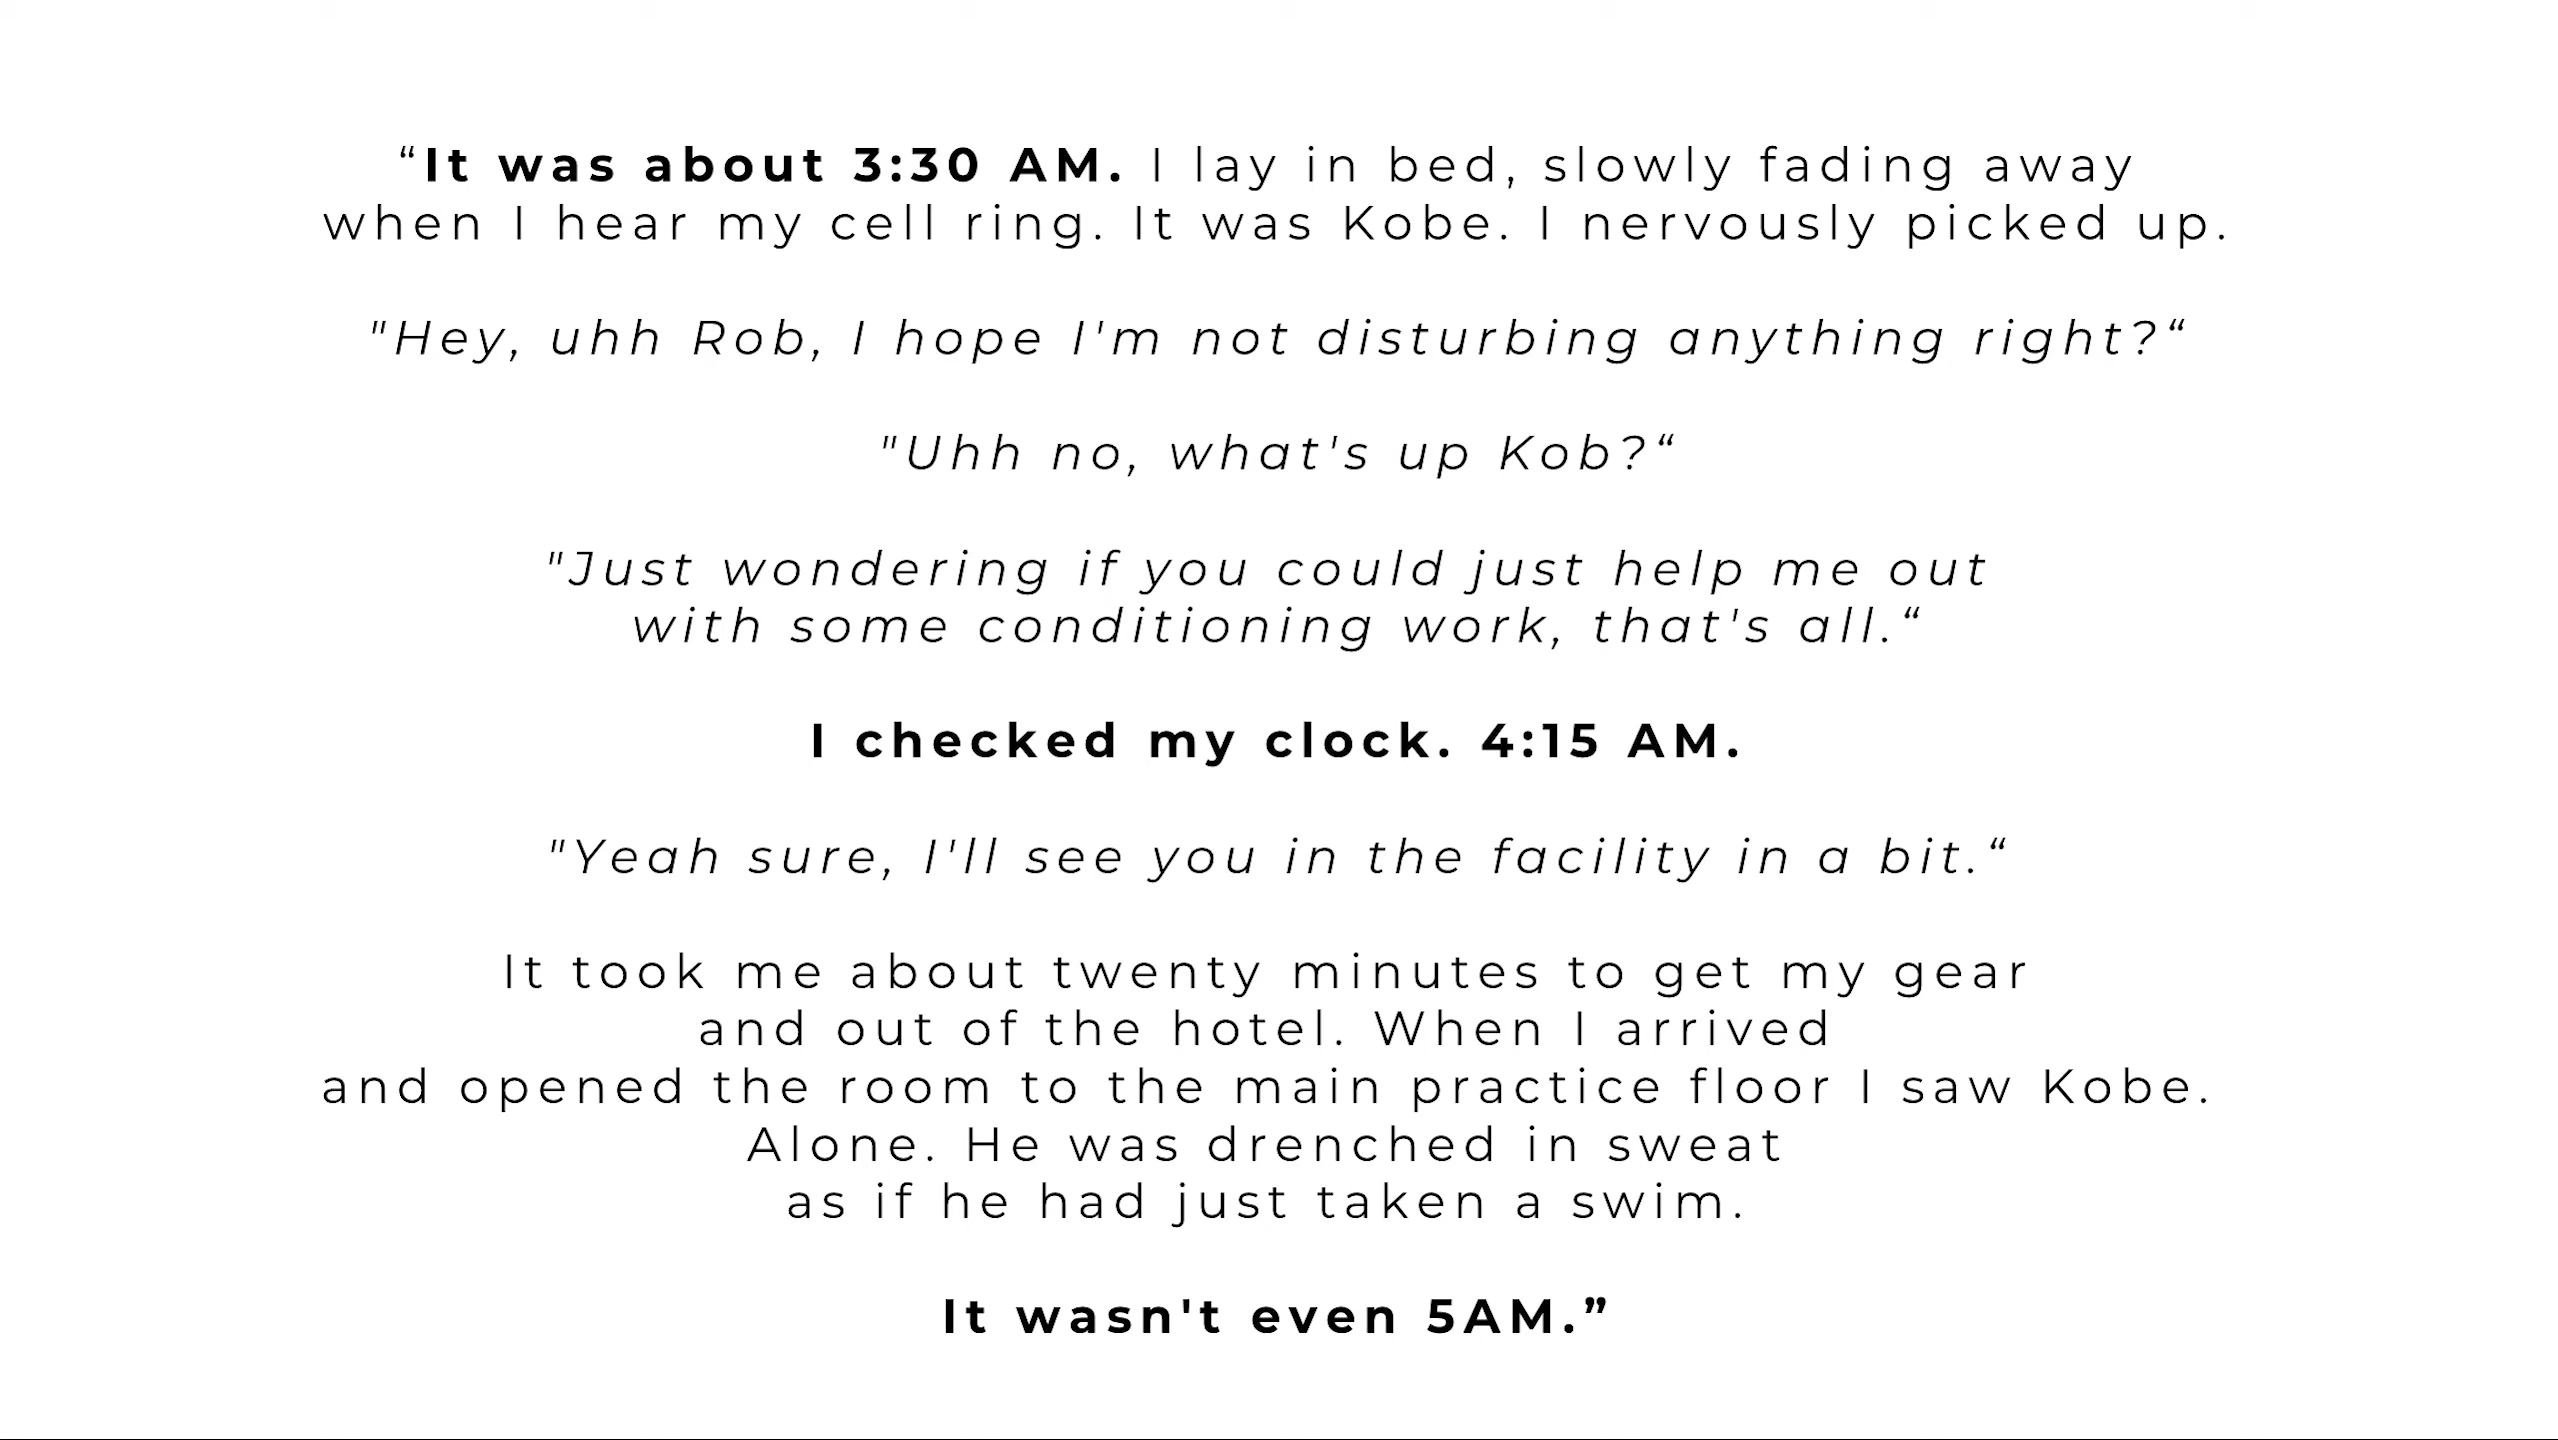 “It was about 3:30 AM. I lay in bed, slowly fading away
when I hear my cell ring. It was Kobe. I nervously picked up.
"Hey, uhh Rob, I hope I'm not disturbing anything right?“
"Uhh no, what's up Kob?“
"Just wondering if you could just help me out
with some conditioning work, that's all.“
I checked my clock. 4:15 AM.
"Yeah sure, I'll see you in the facility in a bit.“
It took me about twenty minutes to get my gear
and out of the hotel. When I arrived
and opened the room to the main practice floor I saw Kobe.
Alone. He was drenched in sweat
as if he had just taken a swim.
It wasn't even 5AM.”